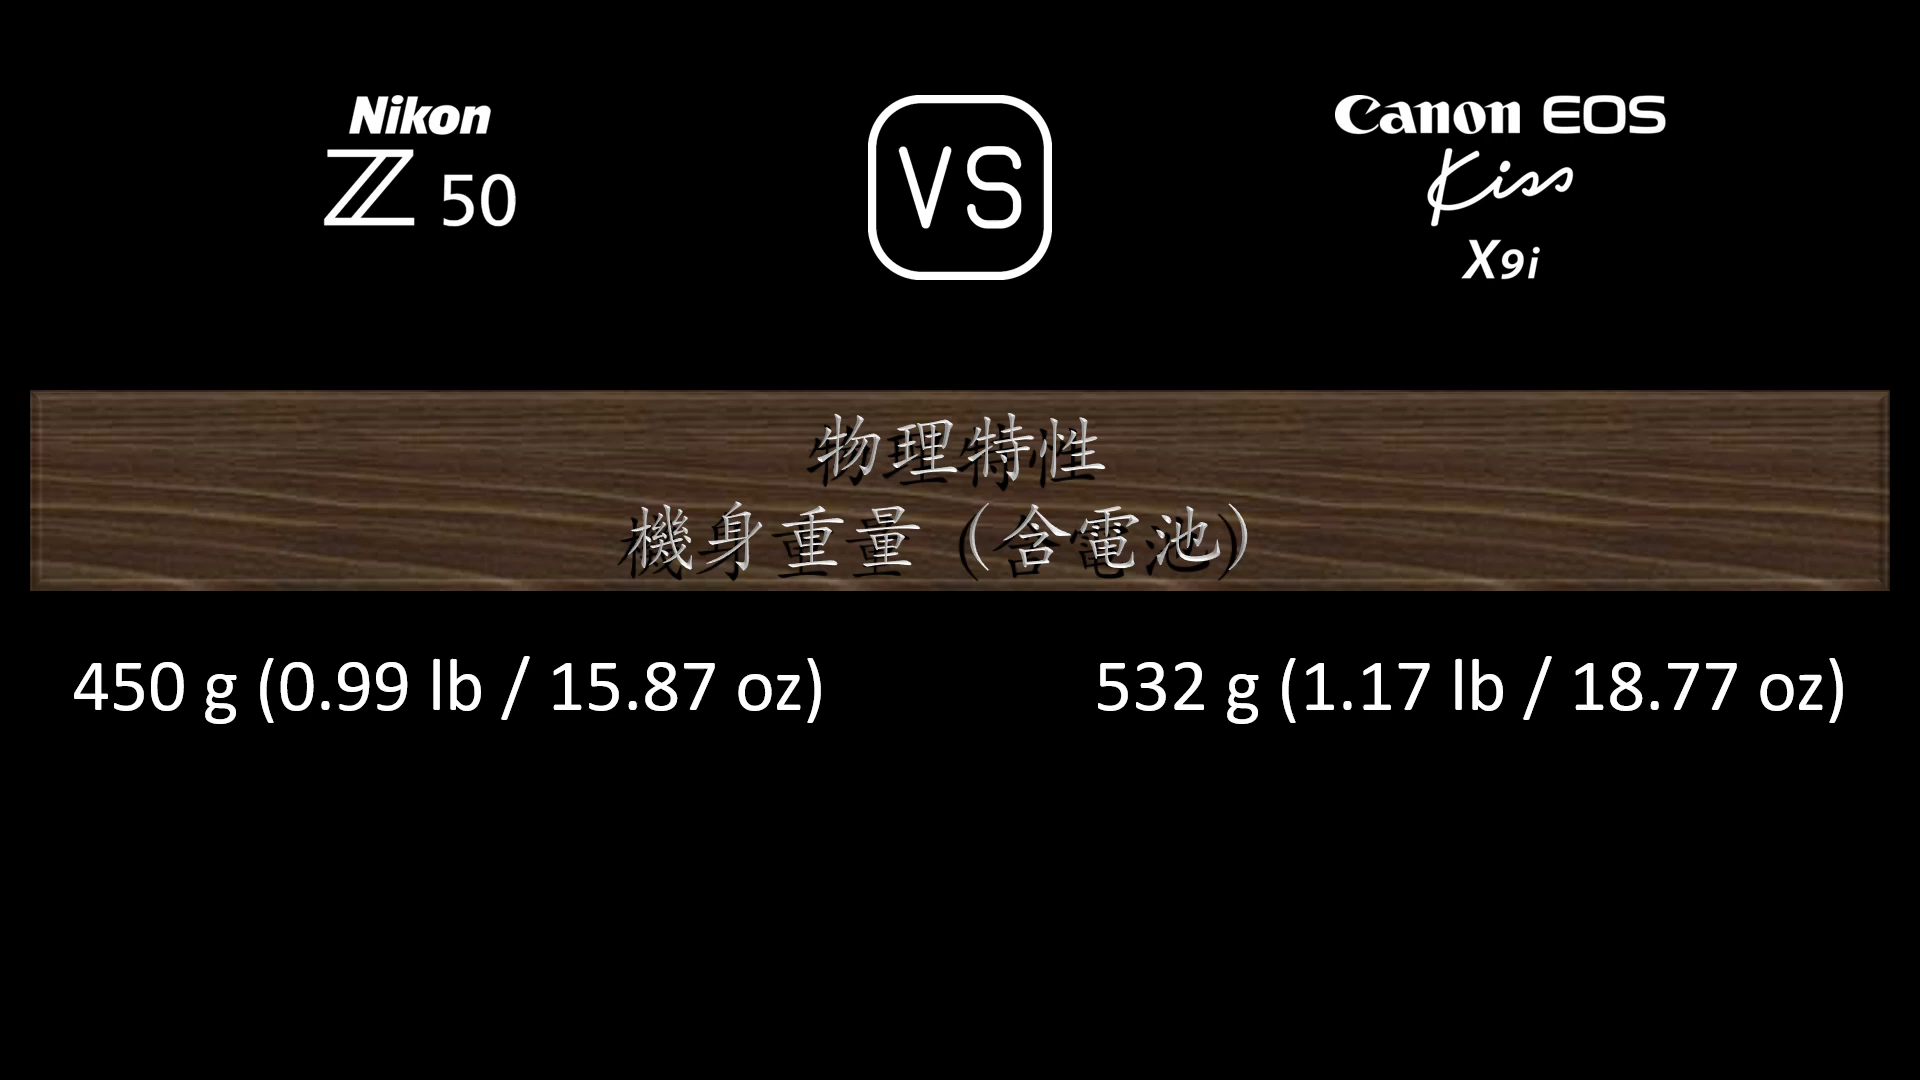 Nikon
Z 50
VS
Canon EOS
Kiss
X9i
物理特性
機身重量（含電池）
450 g (0.99 lb / 15.87 oz)
532 g (1.17 lb / 18.77 oz)